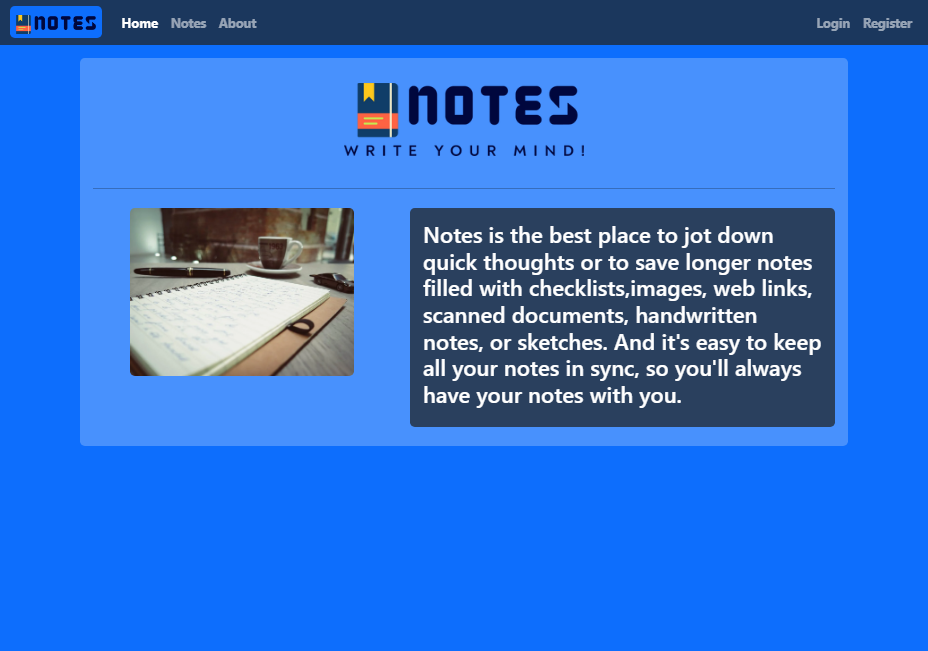 NOTES Home Notes About Login Register
NOTES
WRITE YOUR MIND!
Notes is the best place to jot down
quick thoughts or to save longer notes
filled with checklists,images, web links,
scanned documents, handwritten
notes, or sketches. And it's easy to keep
all your notes in sync, so you'll always
have your notes with you.